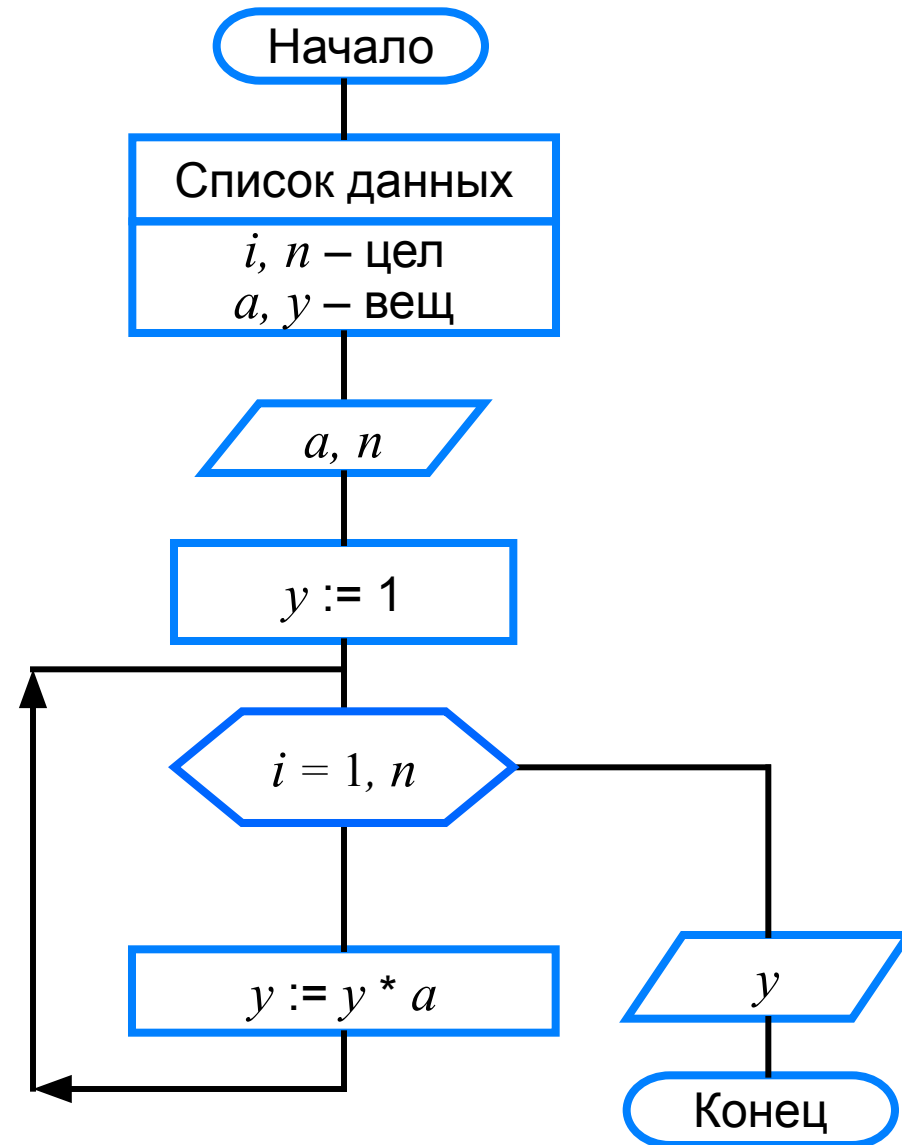 Начало
Список данных
i, n – цел
a, y – вещ
a, n
y := 1
i = 1, n
y := y * a
y
Конец